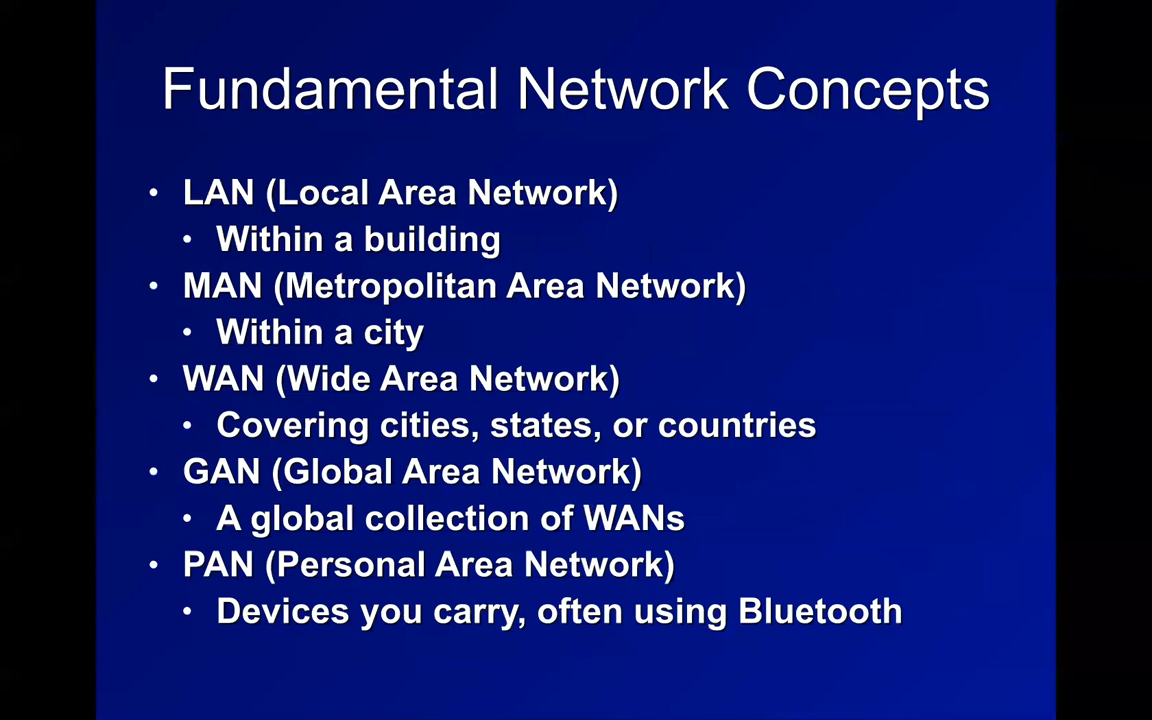 Fundamental Network Concepts
• LAN (Local Area Network)
• Within a building
• MAN (Metropolitan Area Network)
• Within a city
• WAN (Wide Area Network)
• Covering cities, states, or countries
• GAN (Global Area Network)
• A global collection of WANs
• PAN (Personal Area Network)
• Devices you carry, often using Bluetooth